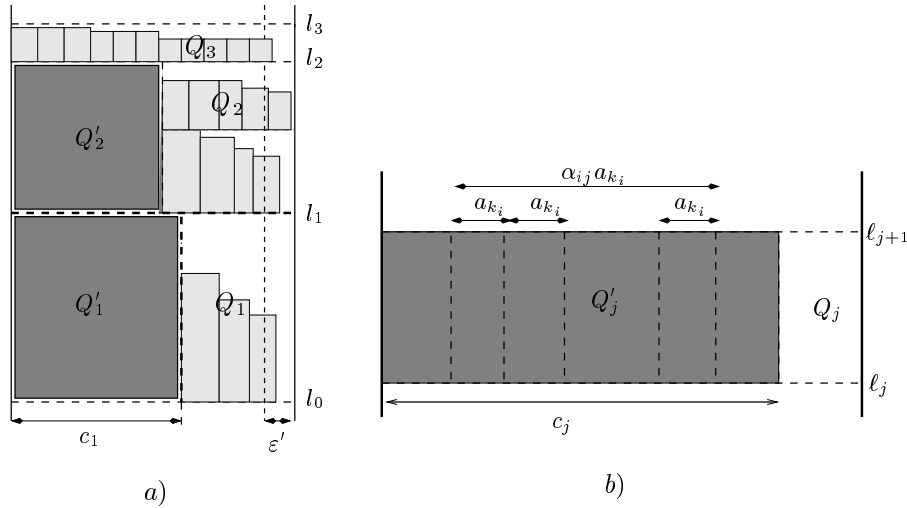 l₃
Q₃
l₂
Q₂
Q′₂
l₁
Q′₁
Q₁
l₀
c₁
ε′
a)
αᵢⱼ aₖᵢ
aₖᵢ aₖᵢ aₖᵢ
ℓⱼ₊₁
Q′ⱼ
Qⱼ
ℓⱼ
cⱼ
b)